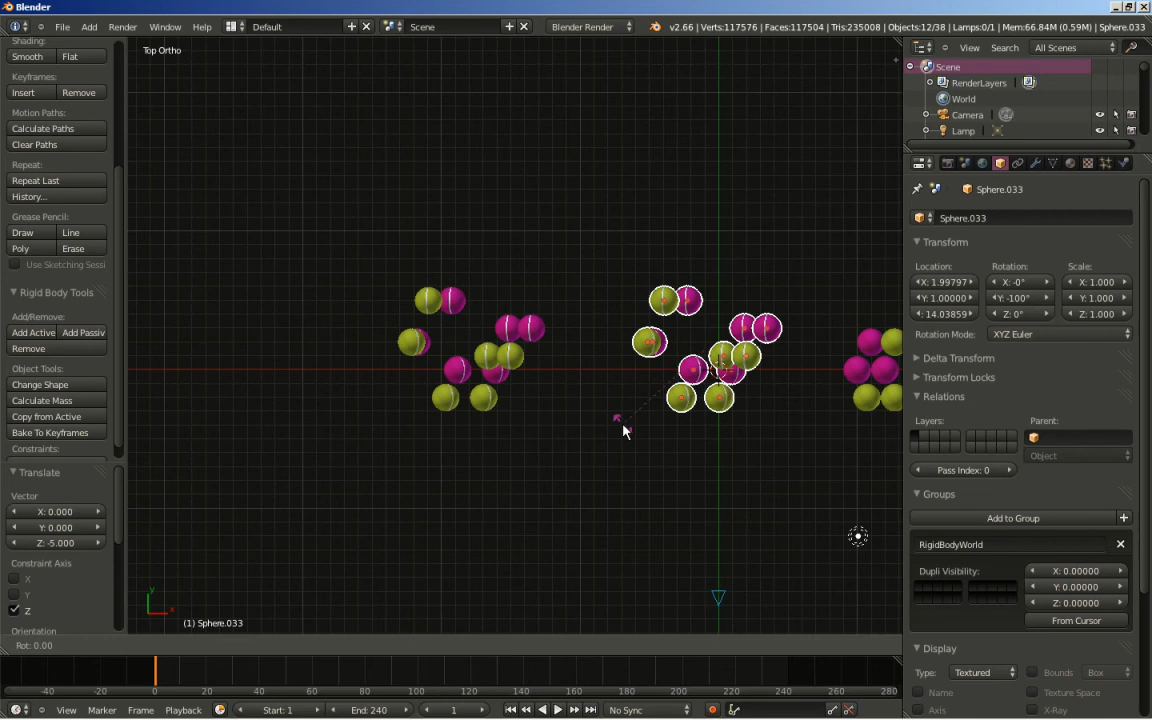 Blender
File Add Render Window Help Default Scene Blender Render v2.66 | Verts:117576 | Faces:117504 | Tris:235008 | Objects:12/38 | Lamps:0/1 | Mem:66.84M (0.59M) | Sphere.033
Shading:
Smooth Flat
Keyframes:
Insert Remove
Motion Paths:
Calculate Paths
Clear Paths
Repeat:
Repeat Last
History...
Grease Pencil:
Draw Line
Poly Erase
Use Sketching Sessi
Rigid Body Tools
Add/Remove:
Add Active Add Passiv
Remove
Object Tools:
Change Shape
Calculate Mass
Copy from Active
Bake To Keyframes
Constraints:
Translate
Vector
X: 0.000
Y: 0.000
Z: -5.000
Constraint Axis
X
Y
Z
Orientation
Top Ortho
y
x
(1) Sphere.033
Rot: 0.00
View Search All Scenes
Scene
RenderLayers
World
Camera
Lamp
Sphere.033
Sphere.033
Transform
Location: Rotation: Scale:
X: 1.99797 X: -0° X: 1.000
Y: 1.00000 Y: -100° Y: 1.000
14.03859 Z: 0° Z: 1.000
Rotation Mode: XYZ Euler
Delta Transform
Transform Locks
Relations
Layers: Parent:
Object
Pass Index: 0
Groups
Add to Group
RigidBodyWorld
Dupli Visibility: X: 0.00000
Y: 0.00000
Z: 0.00000
From Cursor
Display
Type: Textured Bounds Box
Name Texture Space
Axis X-Ray
-40 -20 0 20 40 60 80 100 120 140 160 180 200 220 240 260 280
View Marker Frame Playback Start: 1 End: 240 1 No Sync